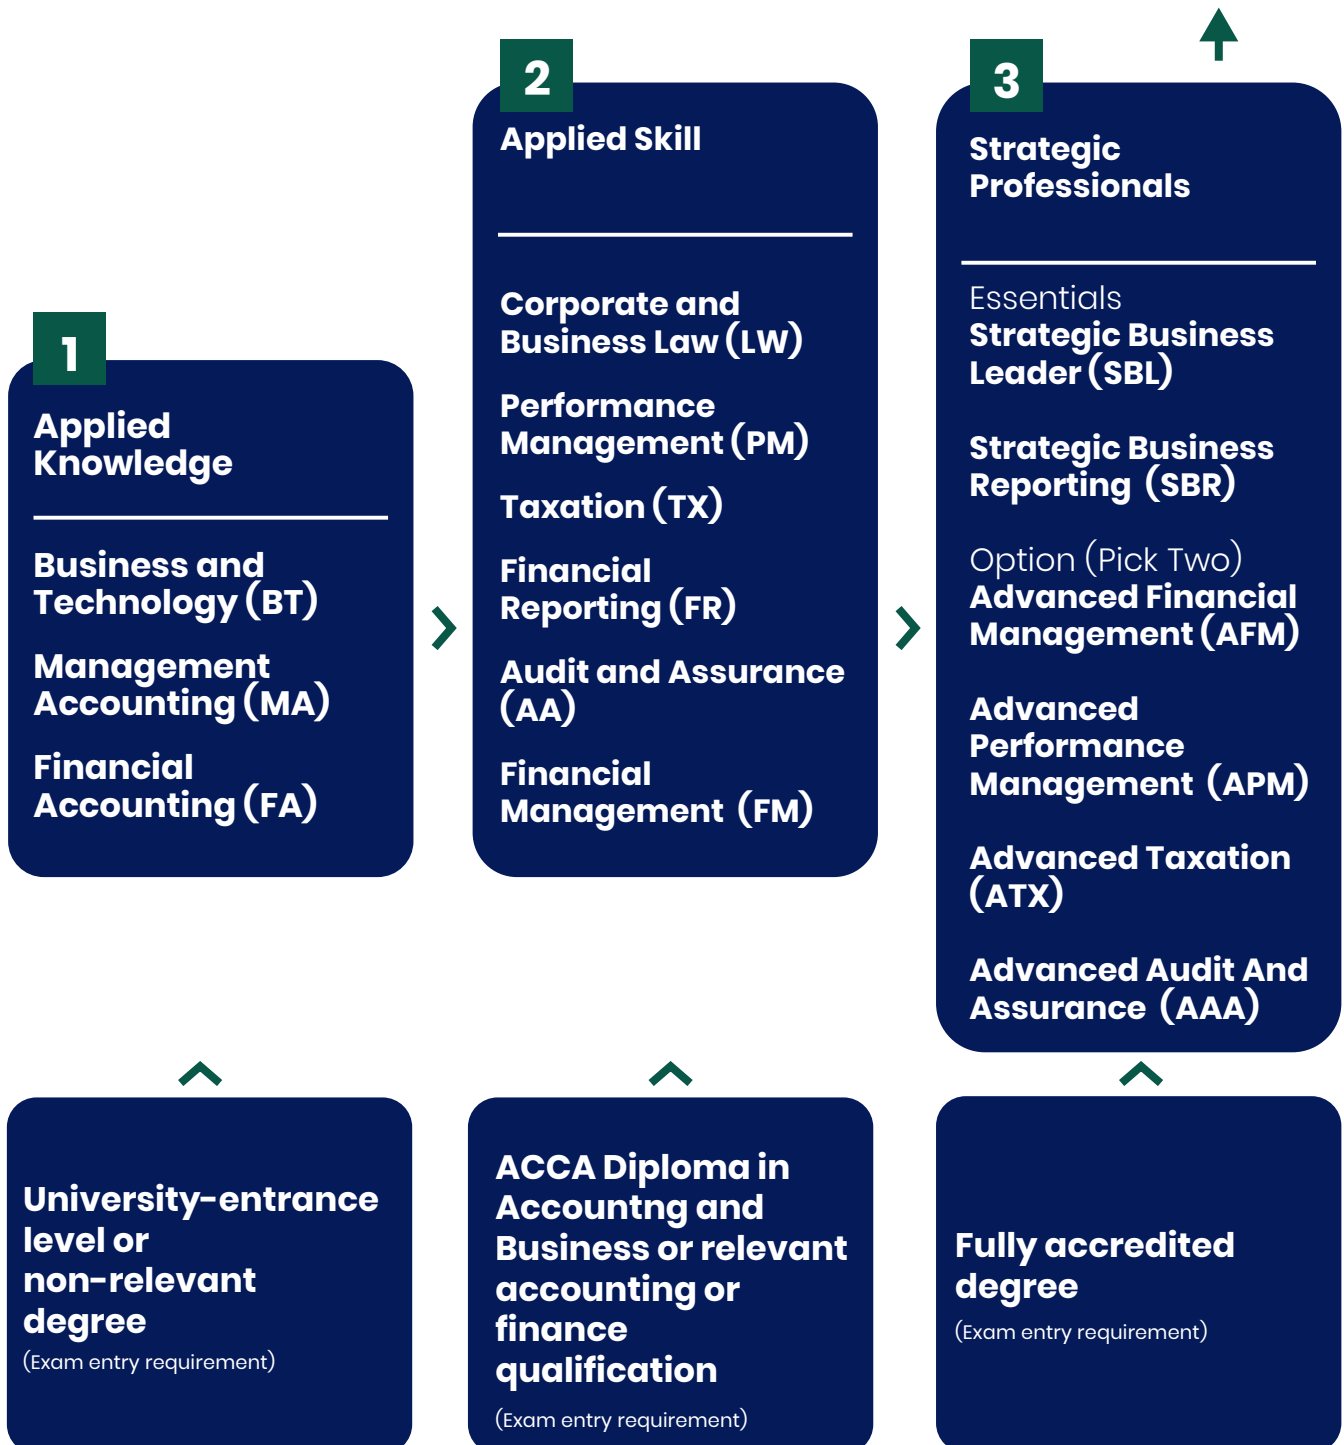 1
Applied
Knowledge
Business and
Technology (BT)
Management
Accounting (MA)
Financial
Accounting (FA)
2
Applied Skill
Corporate and
Business Law (LW)
Performance
Management (PM)
Taxation (TX)
Financial
Reporting (FR)
Audit and Assurance
(AA)
Financial
Management (FM)
3
Strategic
Professionals
Essentials
Strategic Business
Leader (SBL)
Strategic Business
Reporting (SBR)
Option (Pick Two)
Advanced Financial
Management (AFM)
Advanced
Performance
Management (APM)
Advanced Taxation
(ATX)
Advanced Audit And
Assurance (AAA)
University-entrance
level or
non-relevant
degree
(Exam entry requirement)
ACCA Diploma in
Accountng and
Business or relevant
accounting or
finance
qualification
(Exam entry requirement)
Fully accredited
degree
(Exam entry requirement)